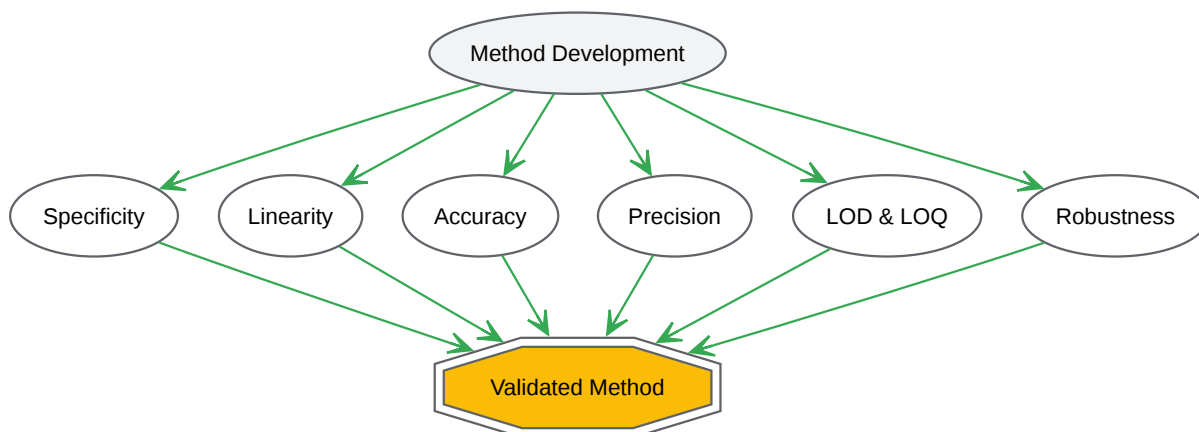 Method Development
Specificity
Linearity
Accuracy
Precision
LOD & LOQ
Robustness
Validated Method